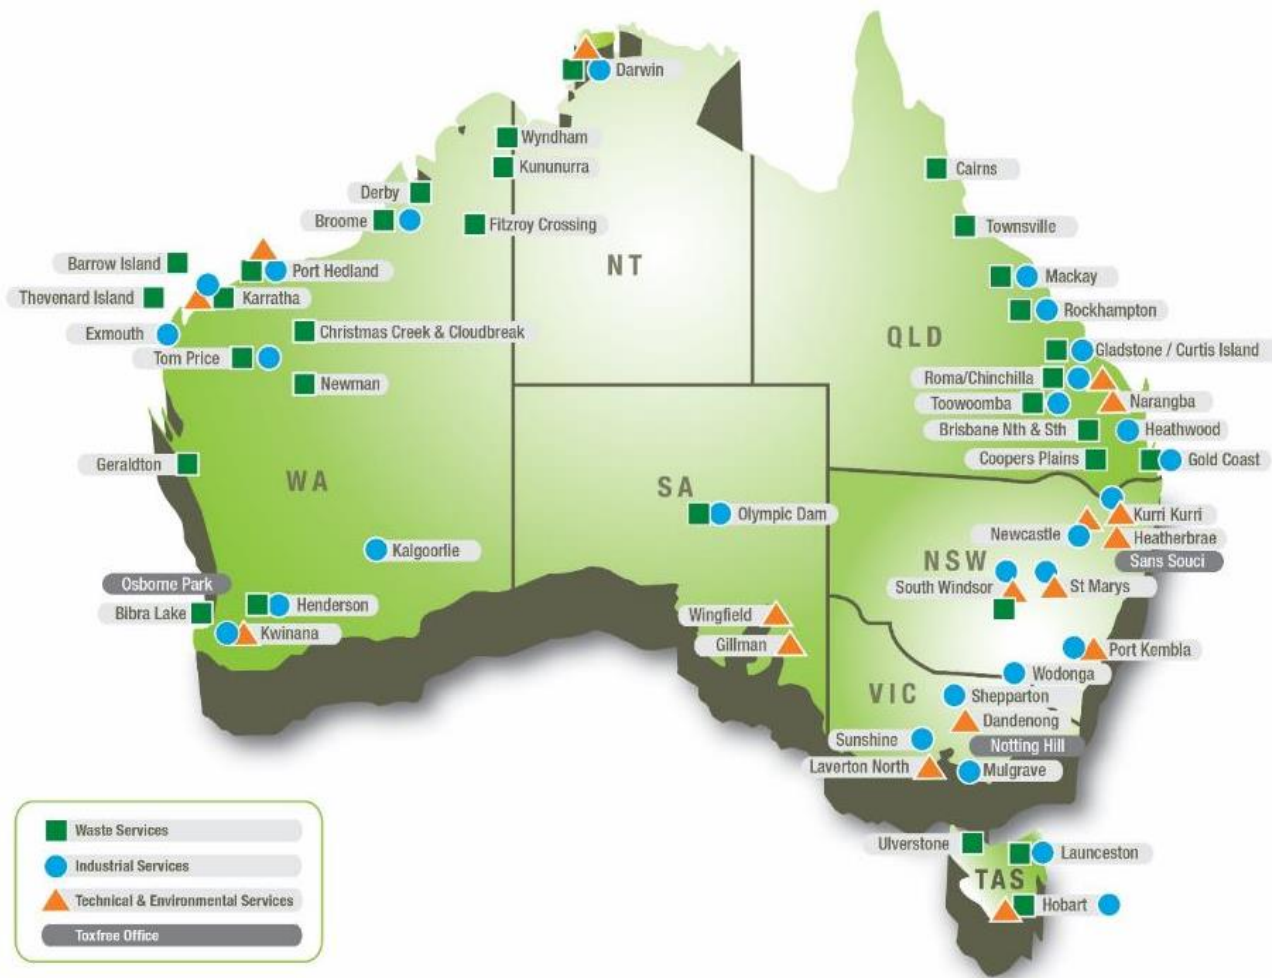 Darwin
Wyndham
Kununurra
Cairns
Derby
Broome
Fitzroy Crossing
Townsville
NT
Barrow Island
Port Hedland
Mackay
Thevenard Island
Karratha
Rockhampton
Exmouth
Christmas Creek & Cloudbreak
QLD
Tom Price
Gladstone / Curtis Island
Newman
Roma/Chinchilla
Toowoomba
Narangba
Brisbane Nth & Sth
Heathwood
Geraldton
Coopers Plains
Gold Coast
WA
SA
Olympic Dam
Kurri Kurri
Newcastle
Heatherbrae
Kalgoorlie
NSW
Sans Souci
Osborne Park
South Windsor
St Marys
Bibra Lake
Henderson
Wingfield
Kwinana
Gillman
Port Kembla
Wodonga
VIC
Shepparton
Dandenong
Sunshine
Notting Hill
Laverton North
Mulgrave
Waste Services
Industrial Services
Technical & Environmental Services
Toxfree Office
Ulverstone
Launceston
TAS
Hobart